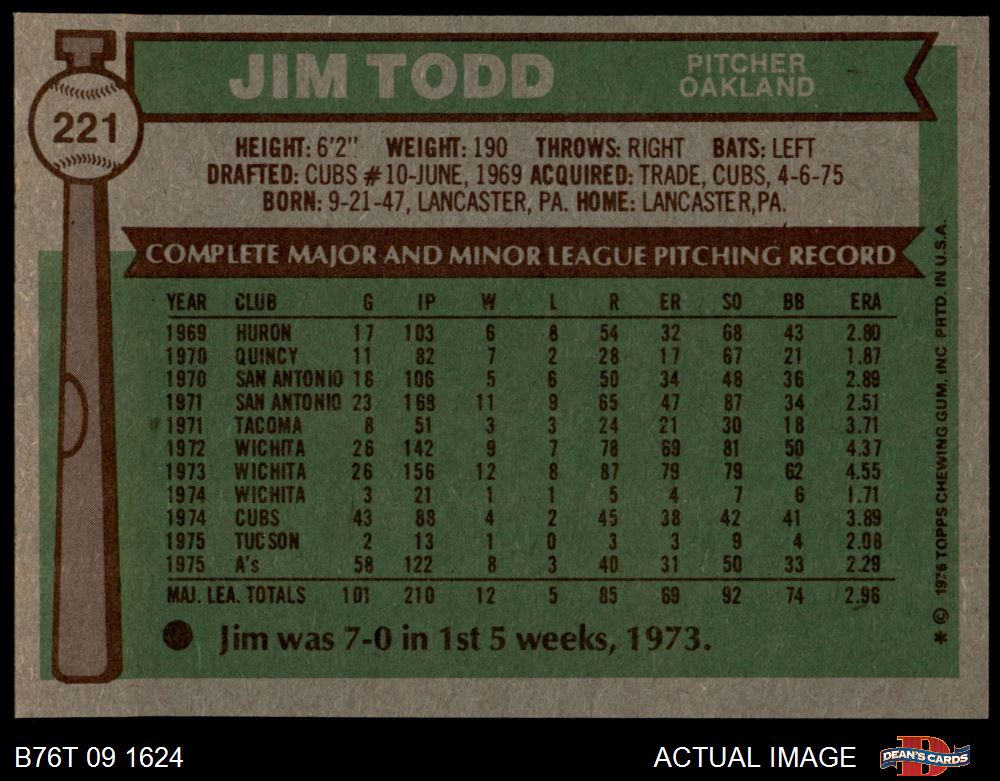 221
JIM TODD
PITCHER
OAKLAND
HEIGHT: 6'2" WEIGHT: 190 THROWS: RIGHT BATS: LEFT
DRAFTED: CUBS #10-JUNE, 1969 ACQUIRED: TRADE, CUBS, 4-6-75
BORN: 9-21-47, LANCASTER, PA. HOME: LANCASTER, PA.
COMPLETE MAJOR AND MINOR LEAGUE PITCHING RECORD
YEAR CLUB G IP W L R ER SO BB ERA
1969 HURON 17 103 6 8 54 32 68 43 2.80
1970 QUINCY 11 82 7 2 28 17 67 21 1.87
1970 SAN ANTONIO 18 106 5 6 50 34 48 36 2.89
1971 SAN ANTONIO 23 168 11 9 65 47 87 34 2.51
1971 TACOMA 8 51 3 3 24 21 30 18 3.71
1972 WICHITA 26 142 9 7 78 69 81 50 4.37
1973 WICHITA 26 156 12 8 87 79 79 62 4.55
1974 WICHITA 3 21 1 1 5 4 7 6 1.71
1974 CUBS 43 88 4 2 45 38 42 41 3.89
1975 TUCSON 2 13 1 0 3 3 9 4 2.08
1975 A's 58 122 8 3 40 31 50 33 2.29
MAJ. LEA. TOTALS 101 210 12 5 85 69 92 74 2.96
Jim was 7-0 in 1st 5 weeks, 1973.
* © 1976 TOPPS CHEWING GUM, INC PRTD. IN U.S.A.
B76T 09 1624
ACTUAL IMAGE
D
DEAN'S CARDS